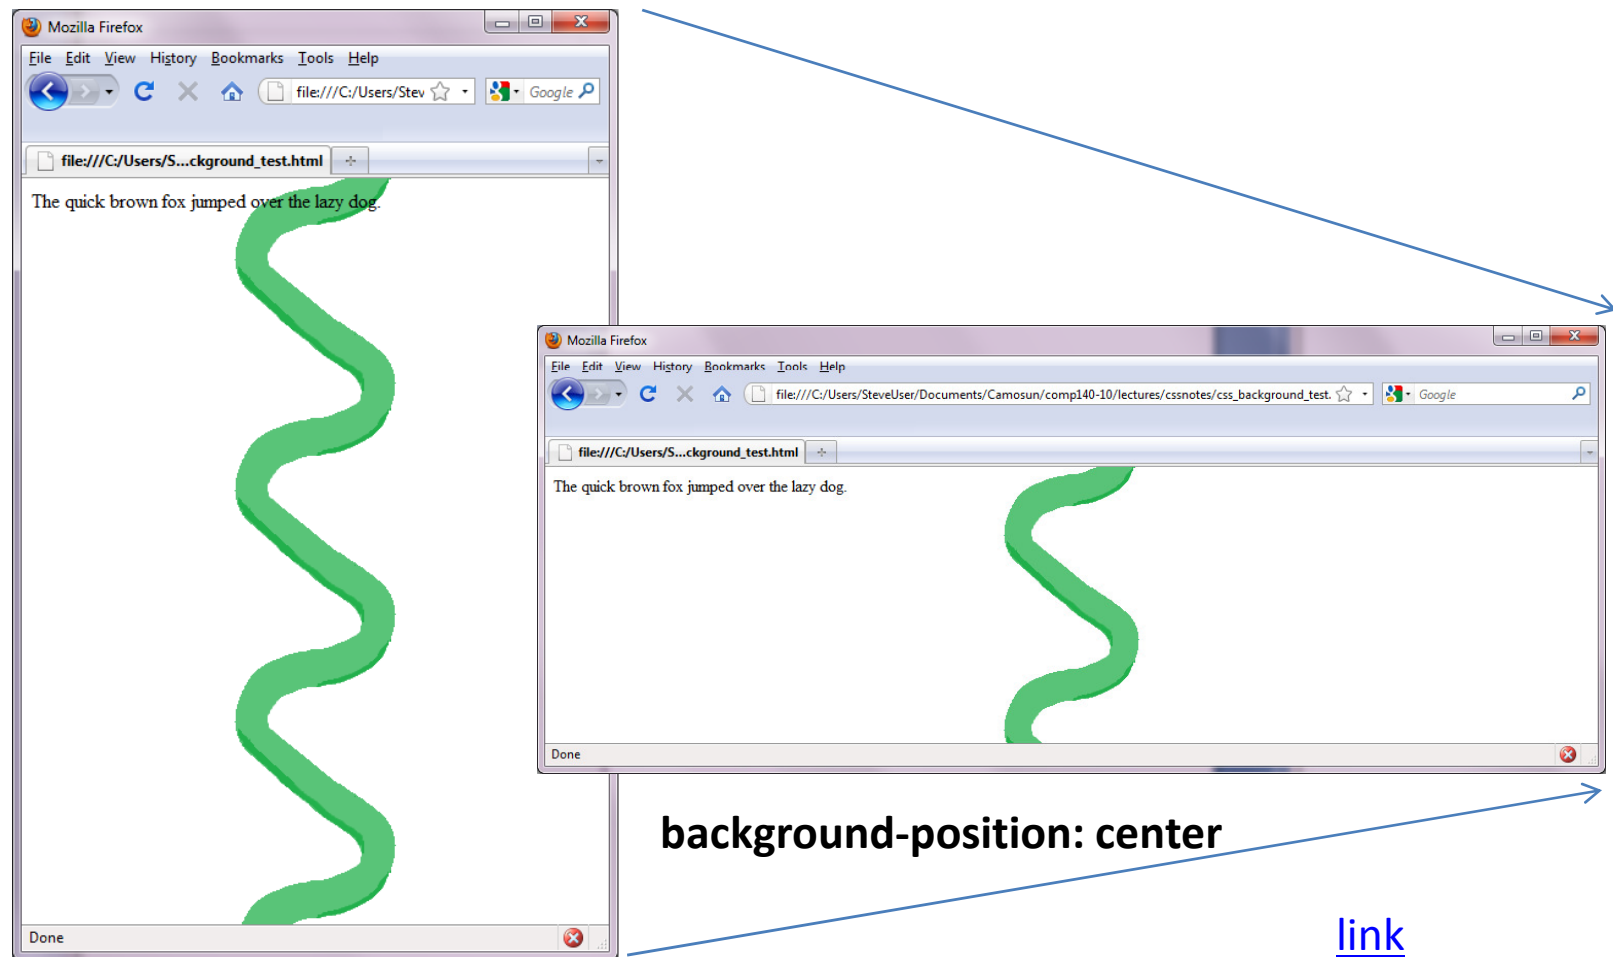 Mozilla Firefox
File Edit View History Bookmarks Tools Help
file:///C:/Users/Stev
Google
file:///C:/Users/S...ckground_test.html
The quick brown fox jumped over the lazy dog.
Done
Mozilla Firefox
File Edit View History Bookmarks Tools Help
file:///C:/Users/SteveUser/Documents/Camosun/comp140-10/lectures/cssnotes/css_background_test.
Google
file:///C:/Users/S...ckground_test.html
The quick brown fox jumped over the lazy dog.
Done
background-position: center
link